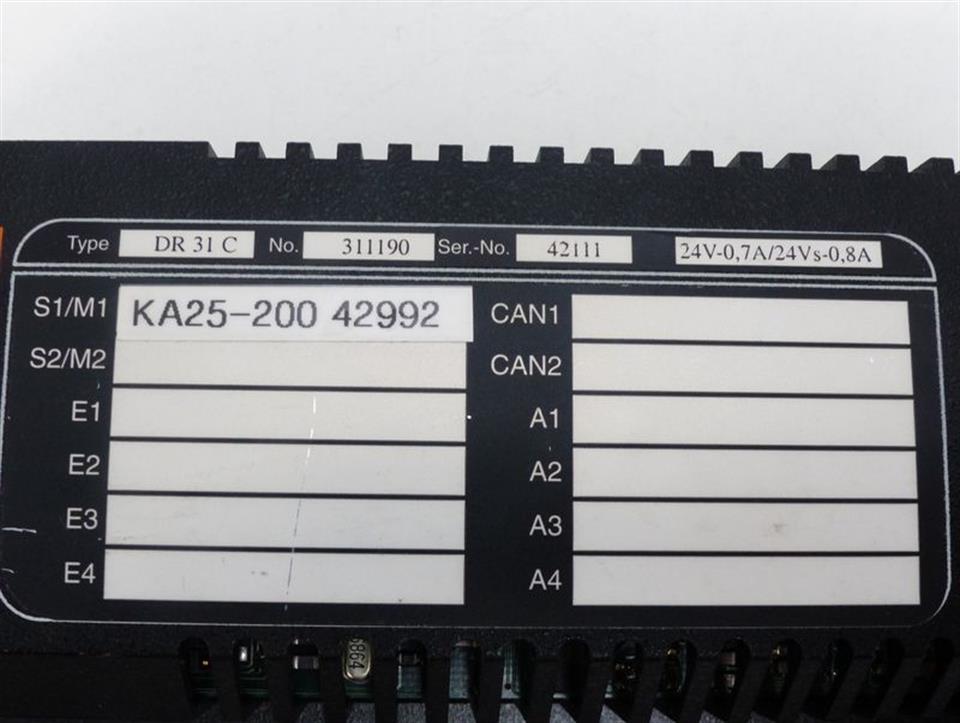 Type DR 31 C No. 311190 Ser.-No. 42111 24V-0,7A/24Vs-0,8A
S1/M1 KA25-200 42992 CAN1
S2/M2 CAN2
E1 A1
E2 A2
E3 A3
E4 A4
864